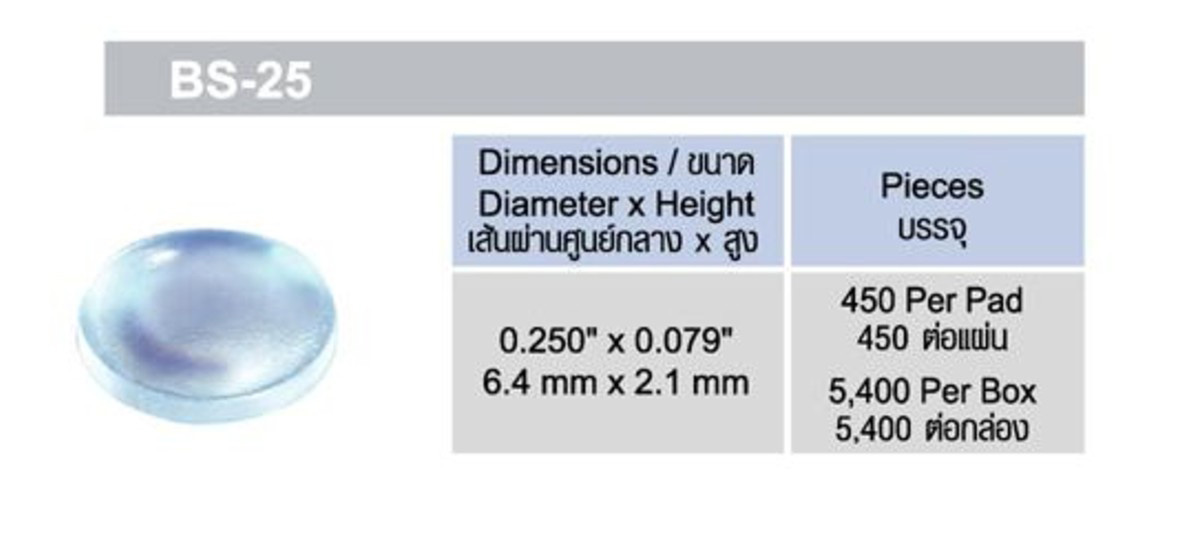 BS-25
Dimensions / ขนาด
Diameter x Height
เส้นผ่านศูนย์กลาง x สูง
Pieces
บรรจุ
0.250" x 0.079"
6.4 mm x 2.1 mm
450 Per Pad
450 ต่อแผ่น
5,400 Per Box
5,400 ต่อกล่อง